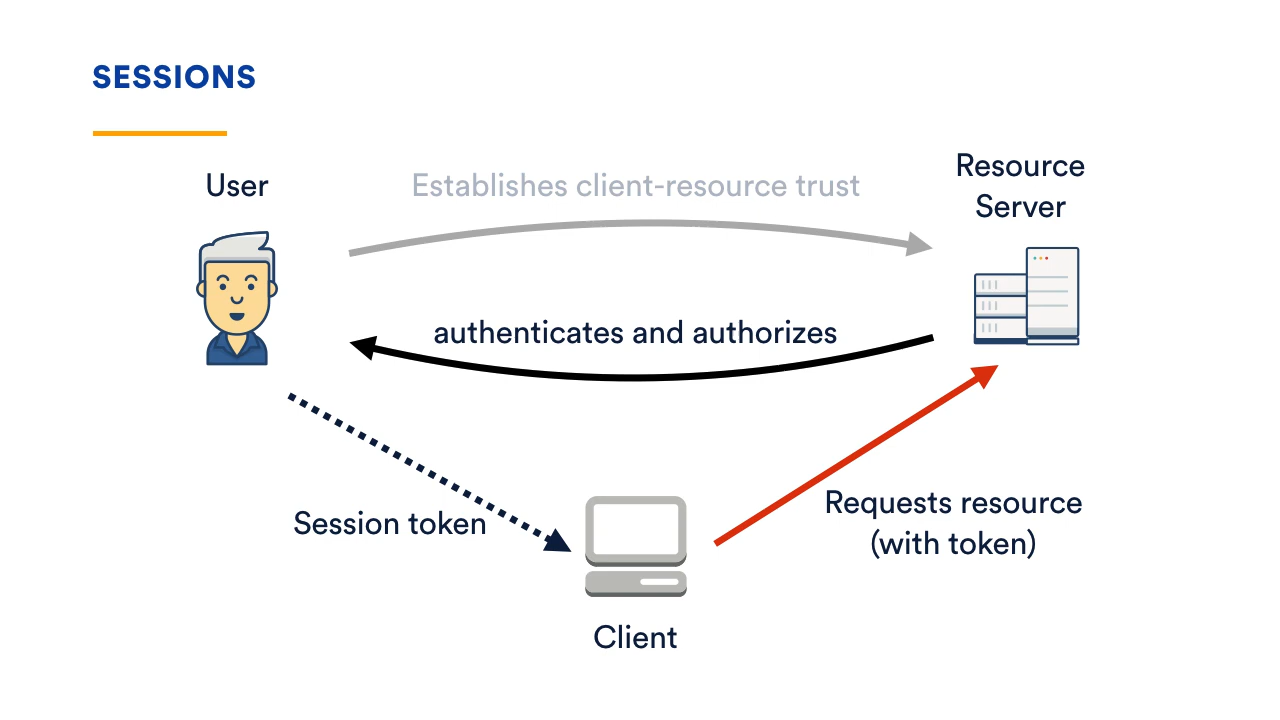 SESSIONS
User
Establishes client-resource trust
Resource
Server
authenticates and authorizes
Session token
Requests resource
(with token)
Client